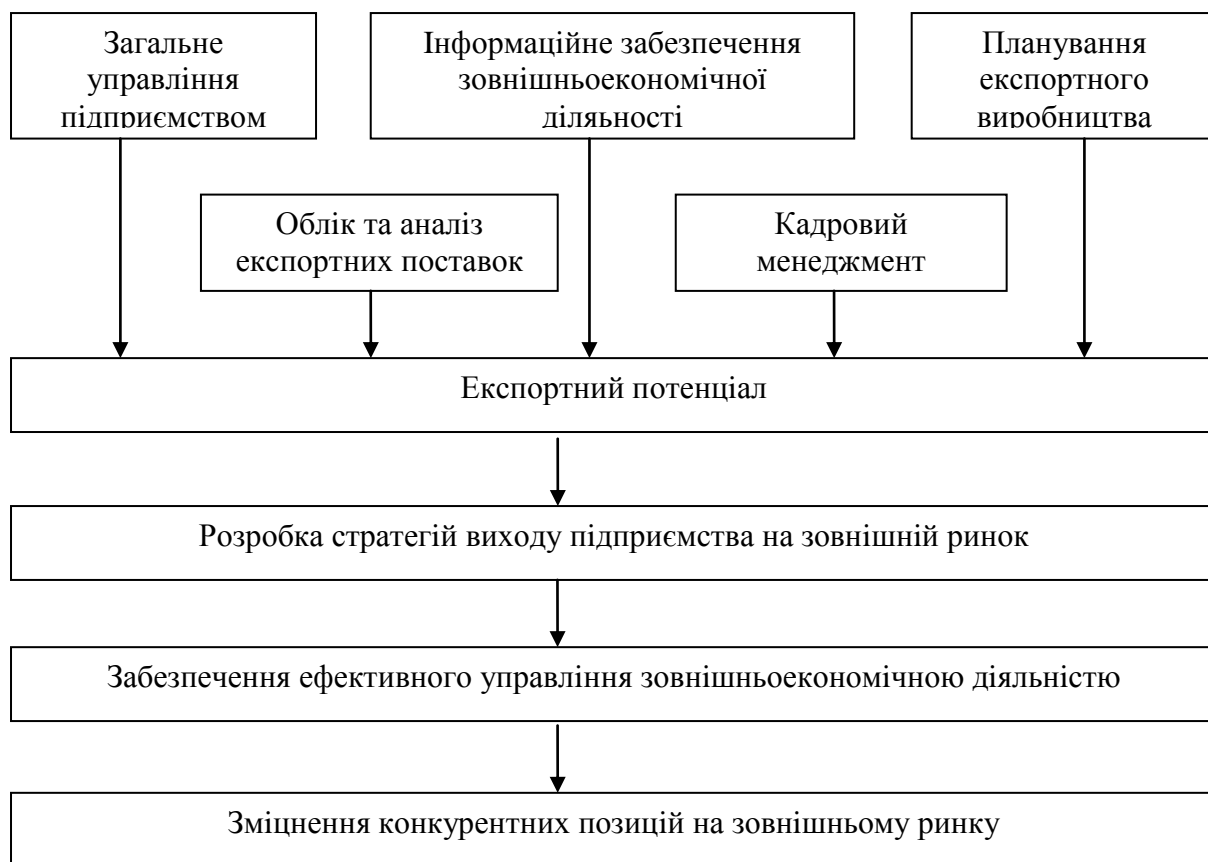 Загальне
управління
підприємством
Інформаційне забезпечення
зовнішньоекономічної
діляьності
Планування
експортного
виробництва
Облік та аналіз
експортних поставок
Кадровий
менеджмент
Експортний потенціал
Розробка стратегій виходу підприємства на зовнішній ринок
Забезпечення ефективного управління зовнішньоекономічною діяльністю
Зміцнення конкурентних позицій на зовнішньому ринку